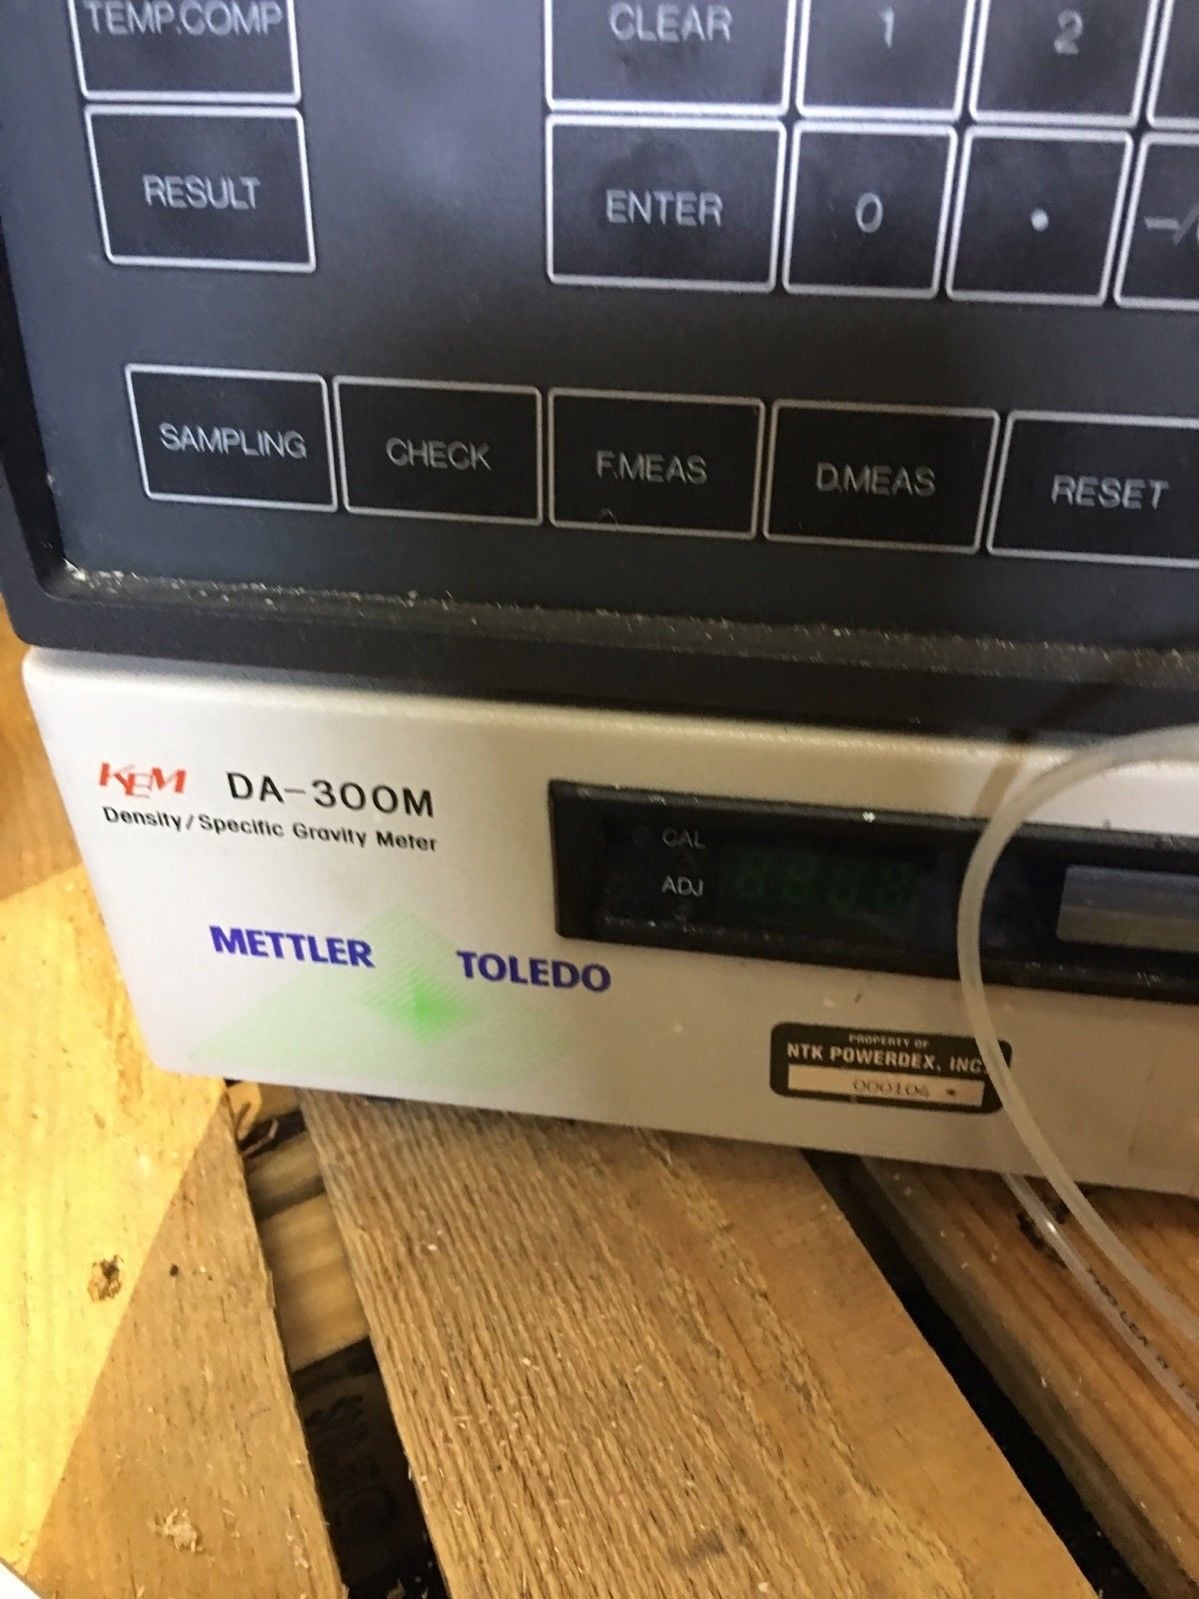 TEMP.COMP CLEAR 1 2
RESULT ENTER 0 .
SAMPLING CHECK F.MEAS D.MEAS RESET
KEM DA-300M
Density/Specific Gravity Meter
CAL
ADJ
METTLER TOLEDO
PROPERTY OF
NTK POWERDEX, INC.
000106